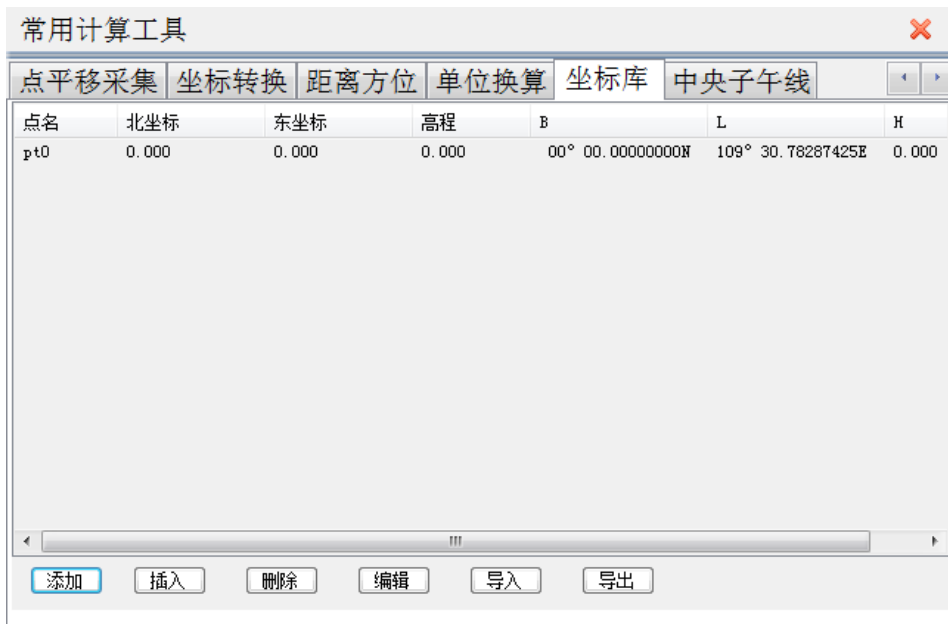 常用计算工具
点平移采集 坐标转换 距离方位 单位换算 坐标库 中央子午线
点名 北坐标 东坐标 高程 B L H
pt0 0.000 0.000 0.000 00° 00.00000000N 109° 30.78287425E 0.000
添加 插入 删除 编辑 导入 导出